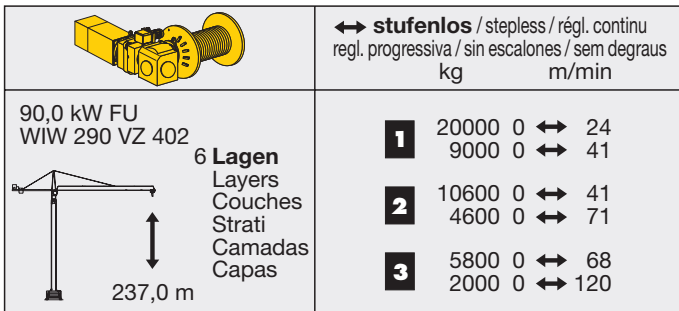 ↔ stufenlos / stepless / régl. continu
regl. progressiva / sin escalones / sem degraus
kg m/min
90,0 kW FU
WIW 290 VZ 402
6 Lagen
Layers
Couches
Strati
Camadas
Capas
237,0 m
1 20000 0 ↔ 24
9000 0 ↔ 41
2 10600 0 ↔ 41
4600 0 ↔ 71
3 5800 0 ↔ 68
2000 0 ↔ 120